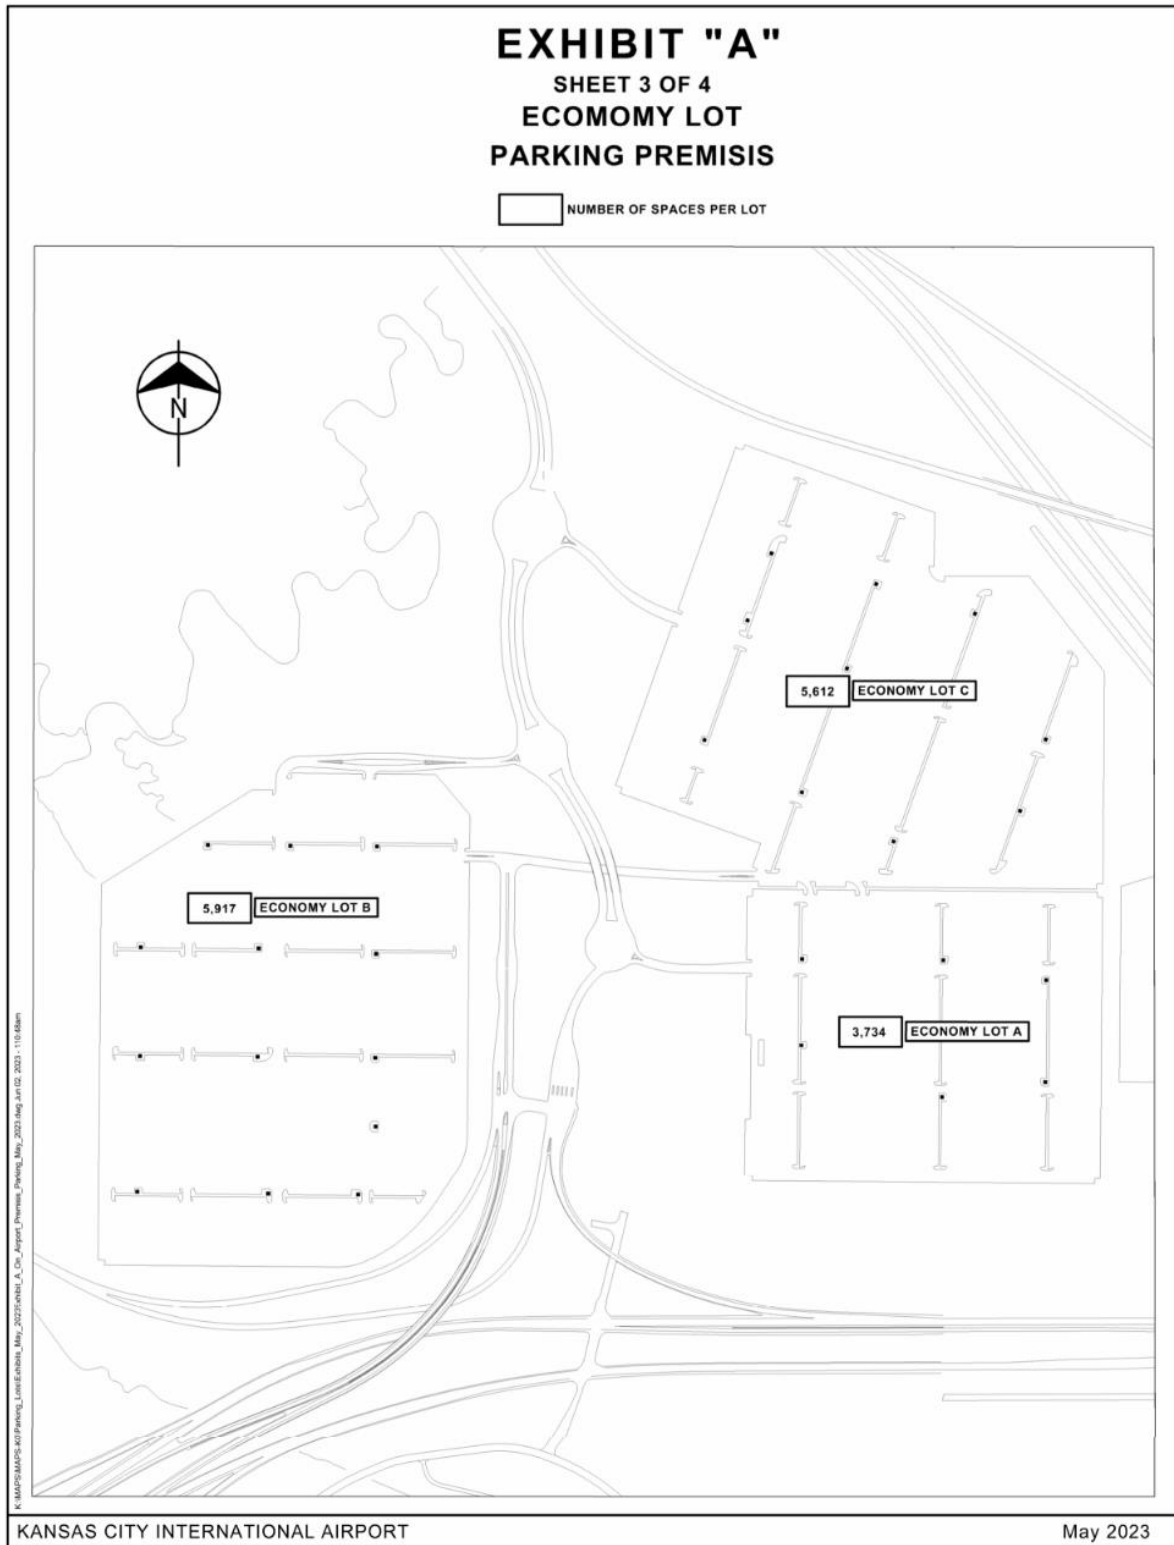 EXHIBIT "A"
SHEET 3 OF 4
ECOMOMY LOT
PARKING PREMISIS
NUMBER OF SPACES PER LOT
N
5,612 ECONOMY LOT C
5,917 ECONOMY LOT B
3,734 ECONOMY LOT A
KANSAS CITY INTERNATIONAL AIRPORT
May 2023